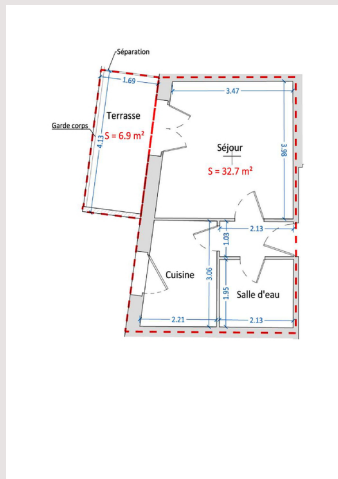 Séparation
1.69
3.47
Terrasse
Garde corps
S = 6.9 m²
4.13
Séjour
3.98
S = 32.7 m²
1.03
2.13
Cuisine
3.06
1.95
Salle d'eau
2.21
2.13